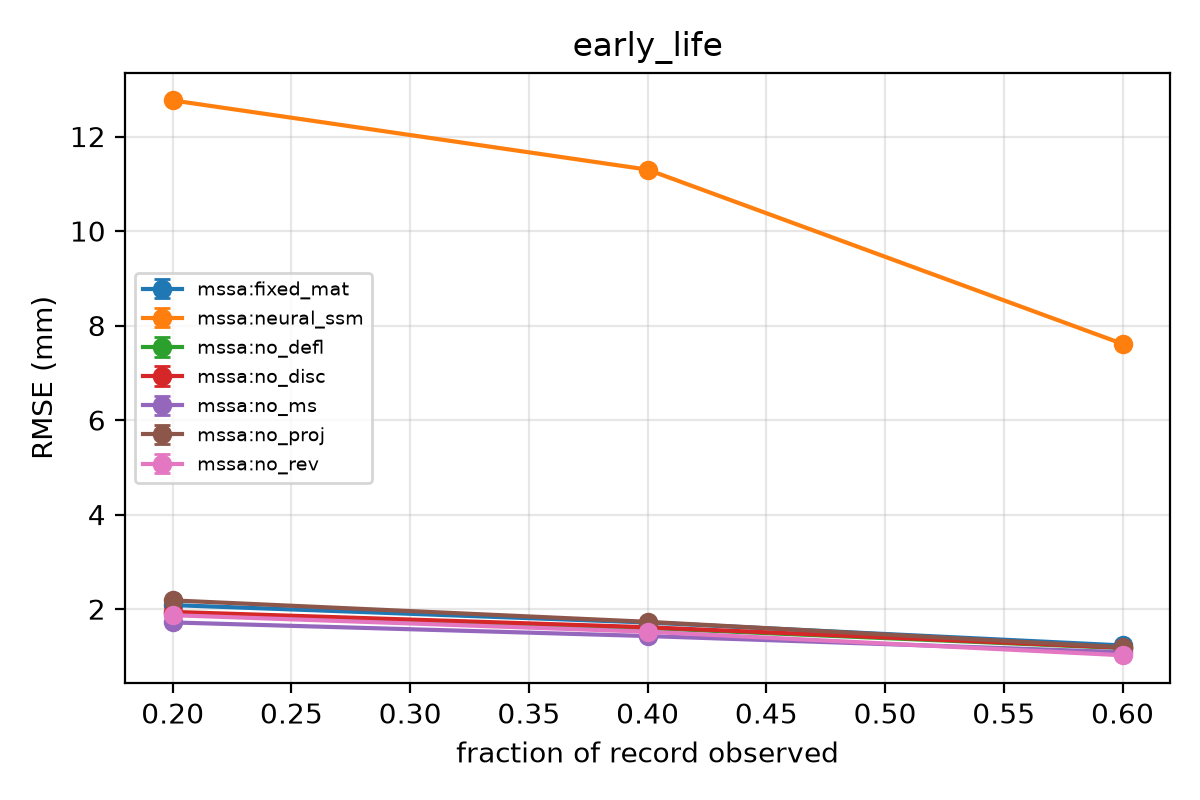 early_life
RMSE (mm)
12
10
8
6
4
2
mssa:fixed_mat
mssa:neural_ssm
mssa:no_defl
mssa:no_disc
mssa:no_ms
mssa:no_proj
mssa:no_rev
0.20 0.25 0.30 0.35 0.40 0.45 0.50 0.55 0.60
fraction of record observed